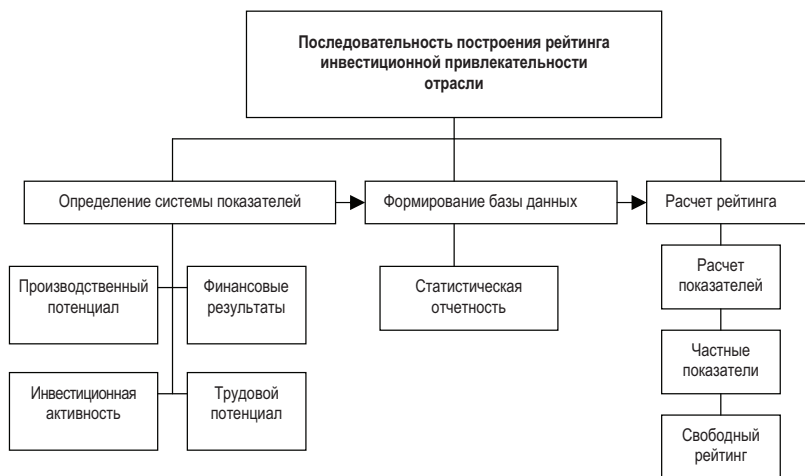 Последовательность построения рейтинга
инвестиционной привлекательности
отрасли
Определение системы показателей
Формирование базы данных
Расчет рейтинга
Производственный
потенциал
Финансовые
результаты
Инвестиционная
активность
Трудовой
потенциал
Статистическая
отчетность
Расчет
показателей
Частные
показатели
Свободный
рейтинг